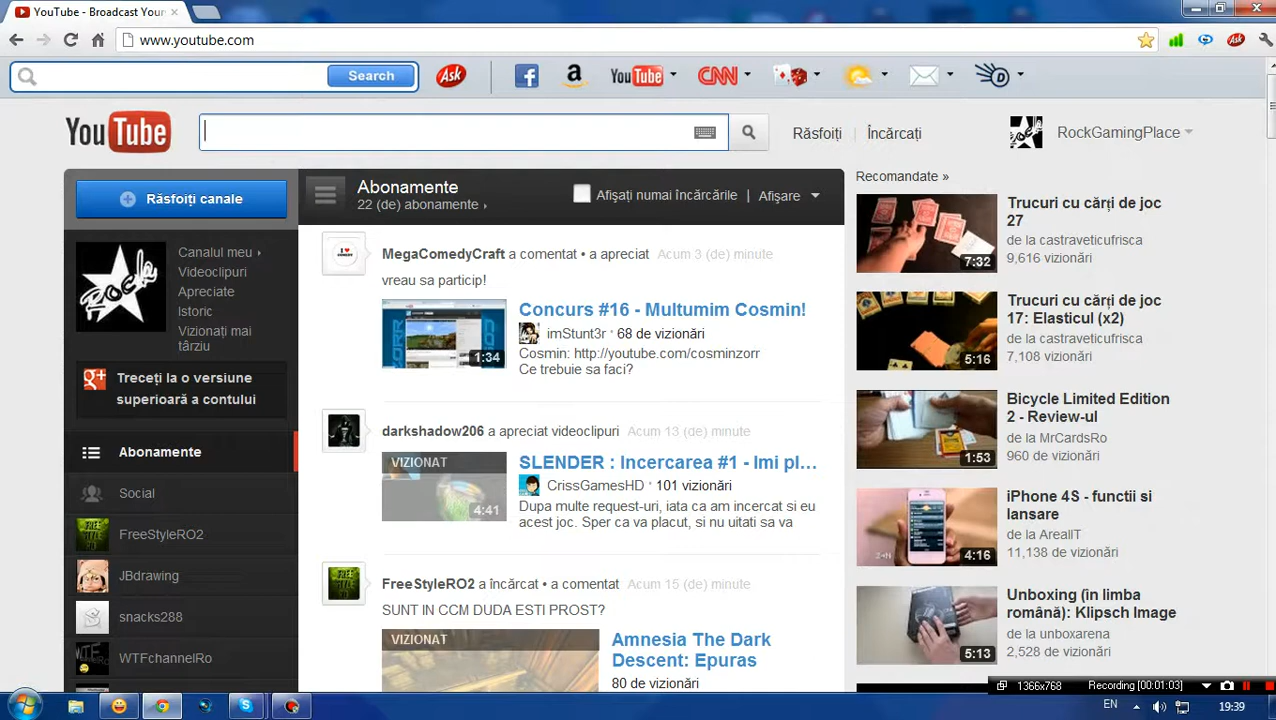 YouTube - Broadcast Your
www.youtube.com
Search
Ask
YouTube
CNN
Ask
YouTube
Răsfoiți
Încărcați
RockGamingPlace
Răsfoiți canale
Canalul meu
Videoclipuri
Apreciate
Istoric
Vizionați mai
târziu
Treceți la o versiune
superioară a contului
Abonamente
Social
FreeStyleRO2
JBdrawing
snacks288
WTFchannelRo
Abonamente
22 (de) abonamente
Afișați numai încărcările
Afișare
MegaComedyCraft a comentat • a apreciat Acum 3 (de) minute
vreau sa particip!
1:34
Concurs #16 - Multumim Cosmin!
imStunt3r 68 de vizionări
Cosmin: http://youtube.com/cosminzorr
Ce trebuie sa faci?
darkshadow206 a apreciat videoclipuri Acum 13 (de) minute
VIZIONAT
4:41
SLENDER : Incercarea #1 - Imi pl...
CrissGamesHD 101 vizionări
Dupa multe request-uri, iata ca am incercat si eu
acest joc. Sper ca va placut, si nu uitati sa va
FreeStyleRO2 a încărcat • a comentat Acum 15 (de) minute
SUNT IN CCM DUDA ESTI PROST?
VIZIONAT
Amnesia The Dark
Descent: Epuras
80 de vizionări
Recomandate »
7:32
Trucuri cu cărți de joc
27
de la castraveticufrisca
9,616 vizionări
5:16
Trucuri cu cărți de joc
17: Elasticul (x2)
de la castraveticufrisca
7,108 vizionări
1:53
Bicycle Limited Edition
2 - Review-ul
de la MrCardsRo
960 de vizionări
4:16
iPhone 4S - functii si
lansare
de la ArealIT
11,138 de vizionări
5:13
Unboxing (în limba
română): Klipsch Image
de la unboxarena
2,528 de vizionări
1366x768
Recording [00:01:03]
EN
19:39